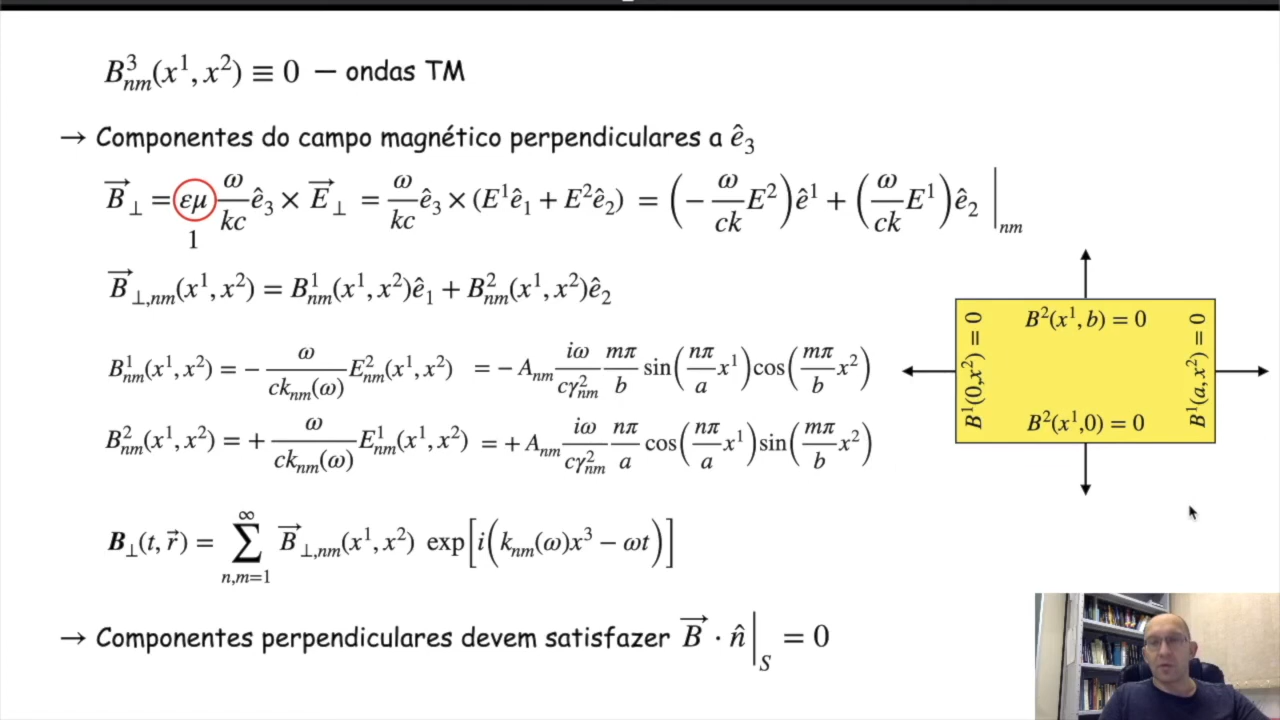 B³ₙₘ(x¹, x²) ≡ 0 – ondas TM
→ Componentes do campo magnético perpendiculares a ê₃
B⃗⊥ = εμ ω/kc ê₃ × E⃗⊥ = ω/kc ê₃ × (E¹ê₁ + E²ê₂) = (− ω/ck E²)ê¹ + (ω/ck E¹)ê₂ |ₙₘ
1
B⃗⊥,ₙₘ(x¹, x²) = B¹ₙₘ(x¹, x²)ê₁ + B²ₙₘ(x¹, x²)ê₂
B¹ₙₘ(x¹, x²) = − ω/ckₙₘ(ω) E²ₙₘ(x¹, x²) = − Aₙₘ iω/cγ²ₙₘ mπ/b sin(nπ/a x¹)cos(mπ/b x²)
B²ₙₘ(x¹, x²) = + ω/ckₙₘ(ω) E¹ₙₘ(x¹, x²) = + Aₙₘ iω/cγ²ₙₘ nπ/a cos(nπ/a x¹)sin(mπ/b x²)
B⊥(t, r⃗) = ∑_{n,m=1}^{∞} B⃗⊥,ₙₘ(x¹, x²) exp[i(kₙₘ(ω)x³ − ωt)]
→ Componentes perpendiculares devem satisfazer B⃗ · n̂ |_S = 0
B²(x¹, b) = 0
B¹(0,x²) = 0
B¹(a, x²) = 0
B²(x¹,0) = 0